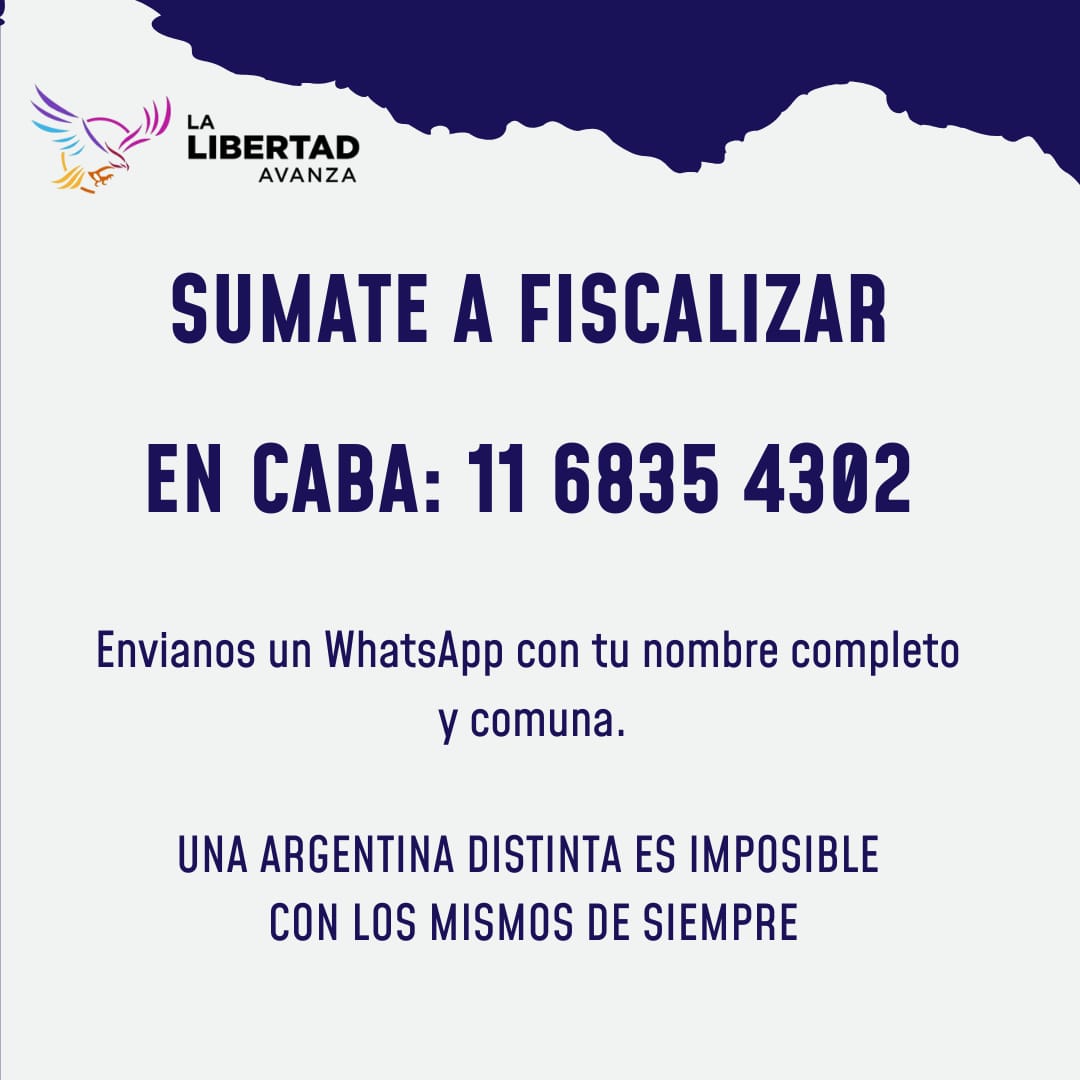 LA
LIBERTAD
AVANZA
SUMATE A FISCALIZAR
EN CABA: 11 6835 4302
Envianos un WhatsApp con tu nombre completo
y comuna.
UNA ARGENTINA DISTINTA ES IMPOSIBLE
CON LOS MISMOS DE SIEMPRE